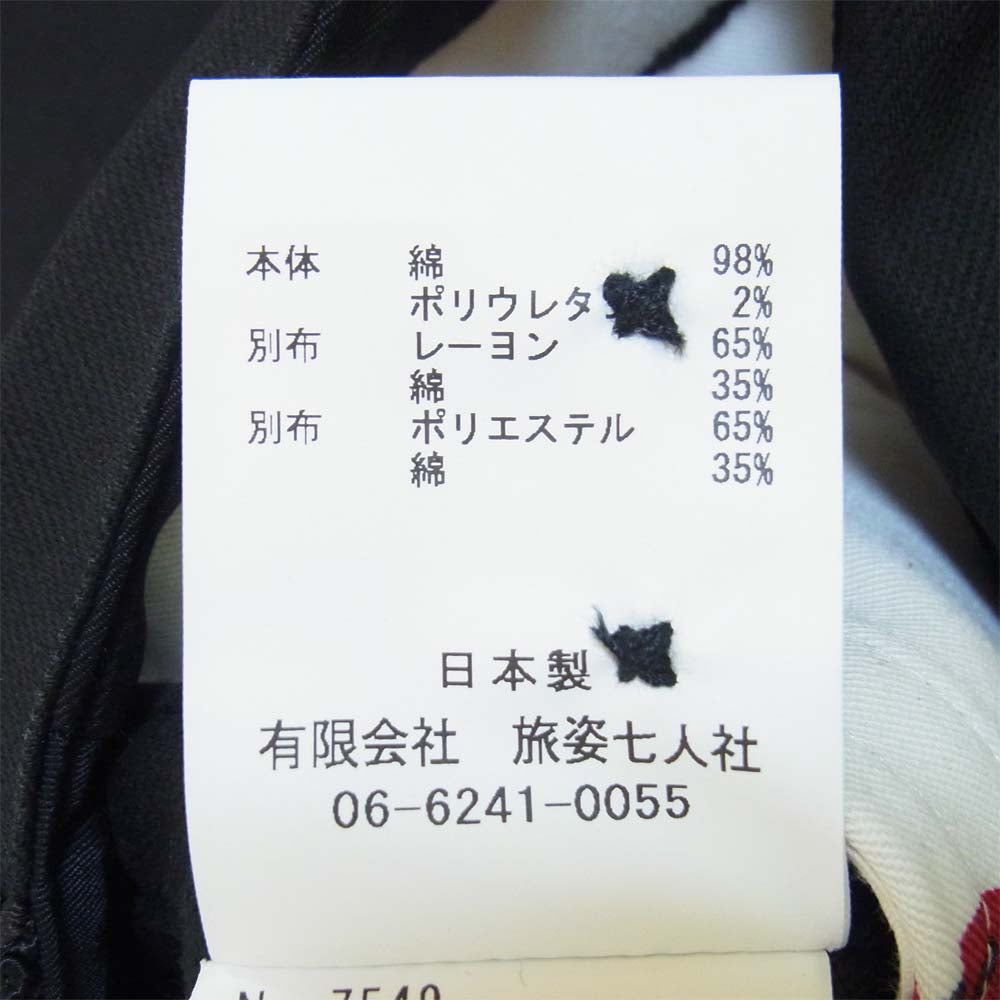 本体 綿 98%
ポリウレタ 2%
別布 レーヨン 65%
綿 35%
別布 ポリエステル 65%
綿 35%
日本製
有限会社 旅姿七人社
06-6241-0055